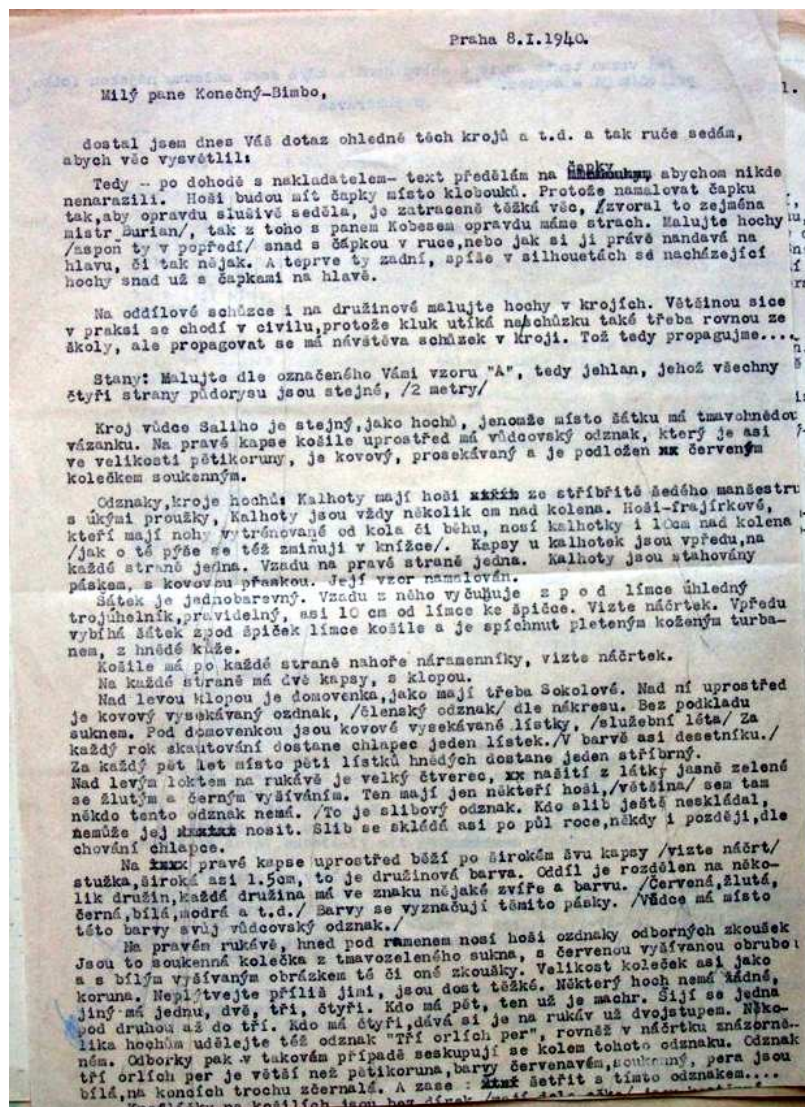 Praha 8.I.1940.
1.
Milý pane Konečný-Bimbo,
dostal jsem dnes Váš dotaz ohledně těch krojů a t.d. a tak ruče sedám,
abych věc vysvětlil:
čapky
Tedy - po dohodě s nakladatelem- text předělám na abychom nikde
nenarazili. Hoši budou mít čapky místo klobouků. Protože namalovat čapku
tak,aby opravdu slušivě seděla, je zatraceně těžká věc, /zvoral to zejména
mistr Burian/, tak z toho s panem Kobesem opravdu máme strach. Malujte hochy
/aspoň ty v popředí/ snad s čapkou v ruce,nebo jak si ji právě nandavá na
hlavu, či tak nějak. A teprve ty zadní, spíše v silhouetách se nacházející
hochy snad už s čapkami na hlavě.
Na oddílové schůzce i na družinové malujte hochy v krojích. Většinou sice
v praksi se chodí v civilu,protože kluk utíká na schůzku také třeba rovnou ze
školy, ale propagovat se má návštěva schůzek v kroji. Tož tedy propagujme....
Stany: Malujte dle označeného Vámi vzoru "A", tedy jehlan, jehož všechny
čtyři strany půdorysu jsou stejné, /2 metry/
Kroj vůdce Saliho je stejný,jako hochů, jenomže místo šátku má tmavohnědou
vázanku. Na pravé kapse košile uprostřed má vůdcovský odznak, který je asi
ve velikosti pětikoruny, je kovový, prosekávaný a je podložen xx červeným
kolečkem soukenným.
Odznaky,kroje hochů: Kalhoty mají hoši ze stříbřitě šedého manšestru
s úkými proužky, Kalhoty jsou vždy několik cm nad kolena. Hoši-frajírkové,
kteří mají nohy vytrénované od kola či běhu, nosí kalhotky i 10cm nad kolena
/jak o té pýše se též zminuji v knížce/. Kapsy u kalhotek jsou vpředu,na
každé straně jedna. Vzadu na pravé straně jedna. Kalhoty jsou stahovány
páskem, s kovovou přaskou. Její vzor namalován.
Šátek je jednobarevný. Vzadu z něho vyčuhuje z p o d límce úhledný
trojúhelník,pravidelný, asi 10 cm od límce ke špičce. Vizte náčrtek. Vpředu
vybíhá šátek zpod špiček límce košile a je spíchnut pleteným koženým turba-
nem, z hnědé kůže.
Košile má po každé straně nahoře náramenníky, vizte náčrtek.
Na každé straně má dvě kapsy, s klopou.
Nad levou klopou je domovenka,jako mají třeba Sokolové. Nad ní uprostřed
je kovový vysekávaný ozdnak, /členský odznak/ dle nákresu. Bez podkladu
suknem. Pod domovenkou jsou kovové vysekávané lístky, /služební léta/ Za
každý rok skautování dostane chlapec jeden lístek./V barvě asi desetníku./
Za každý pět let místo pěti lístků hnědých dostane jeden stříbrný.
Nad levým loktem na rukávě je velký čtverec, xx našití z látky jasně zelené
se žlutým a černým vyšíváním. Ten mají jen někteří hoši,/většina/ sem tam
někdo tento odznak nemá. /To je slibový odznak. Kdo slib ještě neskládal,
nemůže jej nosit. Slib se skládá asi po půl roce,někdy i později,dle
chování chlapce.
Na pravé kapse uprostřed běží po širokém švu kapsy /vizte náčrt/
stužka,široká asi 1.5cm, to je družinová barva. Oddíl je rozdělen na něko-
lik družin,každá družina má ve znaku nějaké zvíře a barvu. /Červená,žlutá,
černá,bílá,modrá a t.d./ Barvy se vyznačují těmito pásky. /Vůdce má místo
této barvy svůj vůdcovský odznak./
Na pravém rukávě, hned pod ramenem nosí hoši ozdnaky odborných zkoušek
Jsou to soukenná kolečka z tmavozeleného sukna, s červenou vyšívanou obrubou
a s bílým vyšívaným obrázkem té či oné zkoušky. Velikost koleček asi jako
koruna. Neplýtvejte příliš jimi, jsou dost těžké. Některý hoch nemá žádné,
jiný má jednu, dvě, tři, čtyři. Kdo má pět, ten už je machr. Šijí se jedna
pod druhou až do tří. Kdo má čtyři,dává si je na rukáv už dvojstupem. Něko-
lika hochům udělejte též odznak "Tří orlích per", rovněž v náčrtku znázorně-
ném. Odborky pak v takovém případě seskupují se kolem tohoto odznaku. Odznak
tří orlích per je větší než pětikoruna,barvy červenavém,soukenný, pera jsou
bílá,na koncích trochu zčernalá. A zase : šetřit s tímto odznakem....